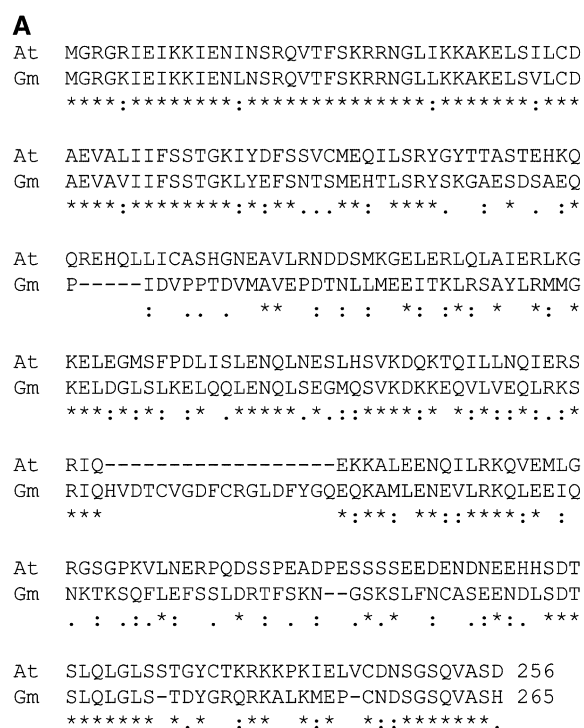 A
At MGRGRIEIKKIENINSRQVTFSKRRNGLIKKAKELSILCD
Gm MGRGKIEIKKIENLNSRQVTFSKRRNGLLKKAKELSVLCD
****:********:**************:*******:***
At AEVALIIFSSTGKIYDFSSVCMEQILSRYGYTTASTEHKQ
Gm AEVAVIIFSSTGKLYEFSNTSMEHTLSRYSKGAESDSAEQ
****:********:*:**...**: ****. : * . :*
At QREHQLLICASHGNEAVLRNDDSMKGELERLQLAIERLKG
Gm P-----IDVPPTDVMAVEPDTNLLMEEITKLRSAYLRMMG
: .. . ** : : : *: :*: * *: *
At KELEGMSFPDLISLENQLNESLHSVKDQKTQILLNQIERS
Gm KELDGLSLKELQQLENQLSEGMQSVKDKKEQVLVEQLRKS
***:*:*: :* .*****.*.::****:* *:*::*:.:*
At RIQ------------------EKKALEENQILRKQVEMLG
Gm RIQHVDTCVGDFCRGLDFYGQEQKAMLENEVLRKQLEEIQ
*** *:**: **::****:* :
At RGSGPKVLNERPQDSSPEADPESSSSEEDENDNEEHHSDT
Gm NKTKSQFLEFSSLDRTFSKN--GSKSLFNCASEENDLSDT
. : .:.*: . * : . : .*.* : .:*: ***
At SLQLGLSSTGYCTKRKKPKIELVCDNSGSQVASD 256
Gm SLQLGLS-TDYGRQRKALKMEP-CNDSGSQVASH 265
******* *.* :** *:* *::*******.